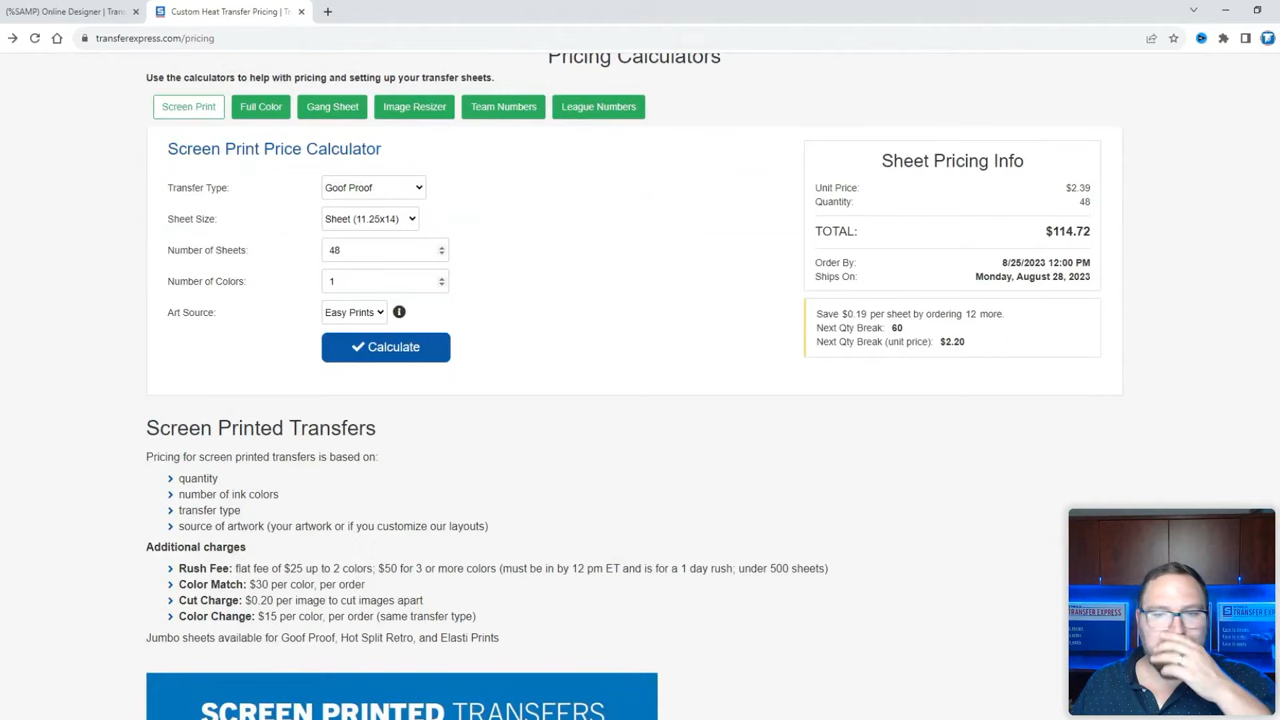 (%SAMP) Online Designer | Tran
Custom Heat Transfer Pricing | T
transferexpress.com/pricing
Pricing Calculators
Use the calculators to help with pricing and setting up your transfer sheets.
Screen Print Full Color Gang Sheet Image Resizer Team Numbers League Numbers
Screen Print Price Calculator
Transfer Type: Goof Proof
Sheet Size: Sheet (11.25x14)
Number of Sheets: 48
Number of Colors: 1
Art Source: Easy Prints
Calculate
Sheet Pricing Info
Unit Price: $2.39
Quantity: 48
TOTAL: $114.72
Order By: 8/25/2023 12:00 PM
Ships On: Monday, August 28, 2023
Save $0.19 per sheet by ordering 12 more.
Next Qty Break: 60
Next Qty Break (unit price): $2.20
Screen Printed Transfers
Pricing for screen printed transfers is based on:
quantity
number of ink colors
transfer type
source of artwork (your artwork or if you customize our layouts)
Additional charges
Rush Fee: flat fee of $25 up to 2 colors; $50 for 3 or more colors (must be in by 12 pm ET and is for a 1 day rush; under 500 sheets)
Color Match: $30 per color, per order
Cut Charge: $0.20 per image to cut images apart
Color Change: $15 per color, per order (same transfer type)
Jumbo sheets available for Goof Proof, Hot Split Retro, and Elasti Prints
SCREEN PRINTED TRANSFERS
TRANSFER EXPRESS